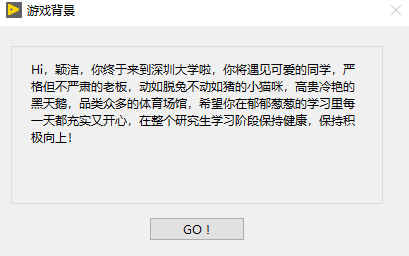 游戏背景
Hi，颖洁，你终于来到深圳大学啦，你将遇见可爱的同学，严
格但不严肃的老板，动如脱兔不动如猪的小猫咪，高贵冷艳的
黑天鹅，品类众多的体育场馆，希望你在郁郁葱葱的学习里每
一天都充实又开心，在整个研究生学习阶段保持健康，保持积
极向上！
GO！